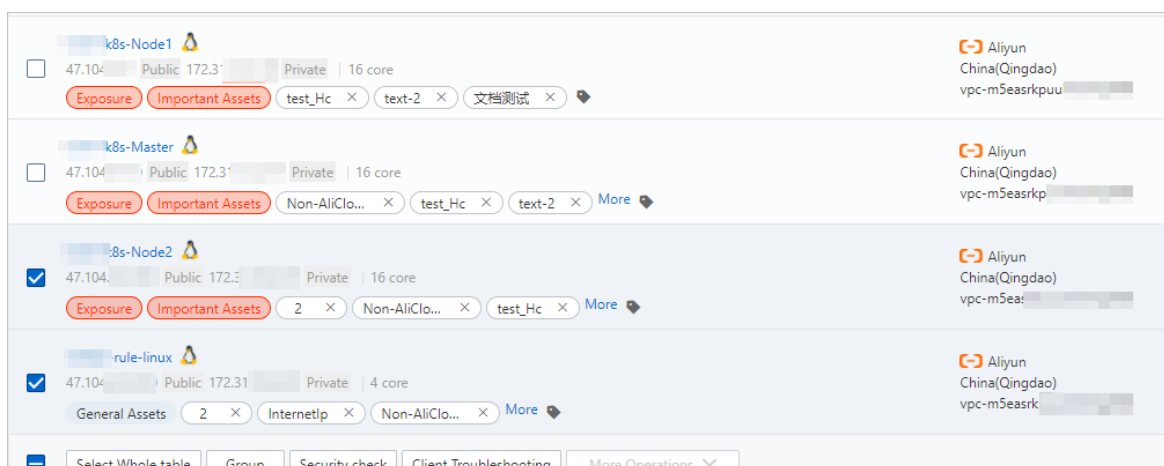 k8s-Node1
47.104 Public 172.31 Private 16 core
Exposure Important Assets test_Hc text-2 文档测试
Aliyun
China(Qingdao)
vpc-m5easrkpuu
k8s-Master
47.104 Public 172.31 Private 16 core
Exposure Important Assets Non-AliClo... test_Hc text-2 More
Aliyun
China(Qingdao)
vpc-m5easrkp
8s-Node2
47.104. Public 172.3 Private 16 core
Exposure Important Assets 2 Non-AliClo... test_Hc More
Aliyun
China(Qingdao)
vpc-m5eas
-rule-linux
47.104 Public 172.31 Private 4 core
General Assets 2 InternetIp Non-AliClo... More
Aliyun
China(Qingdao)
vpc-m5easrk
Select Whole table Group Security check Client Troubleshooting More Operations